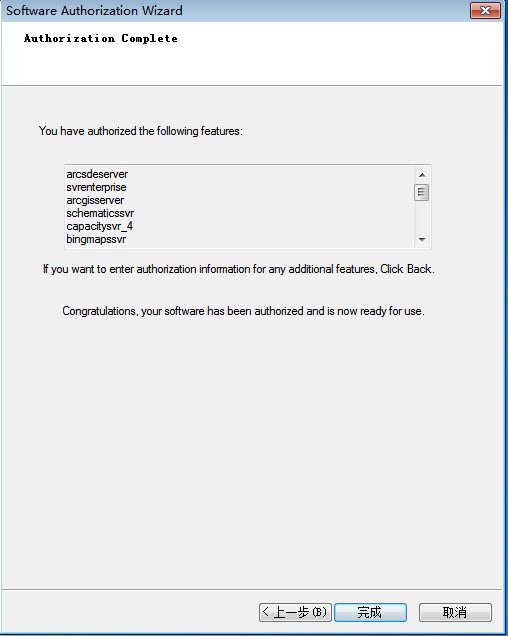 Software Authorization Wizard
Authorization Complete
You have authorized the following features:
arcsdeserver
svrenterprise
arcgisserver
schematicssvr
capacitysvr_4
bingmapssvr
If you want to enter authorization information for any additional features, Click Back.
Congratulations, your software has been authorized and is now ready for use.
< 上一步(B) 完成 取消